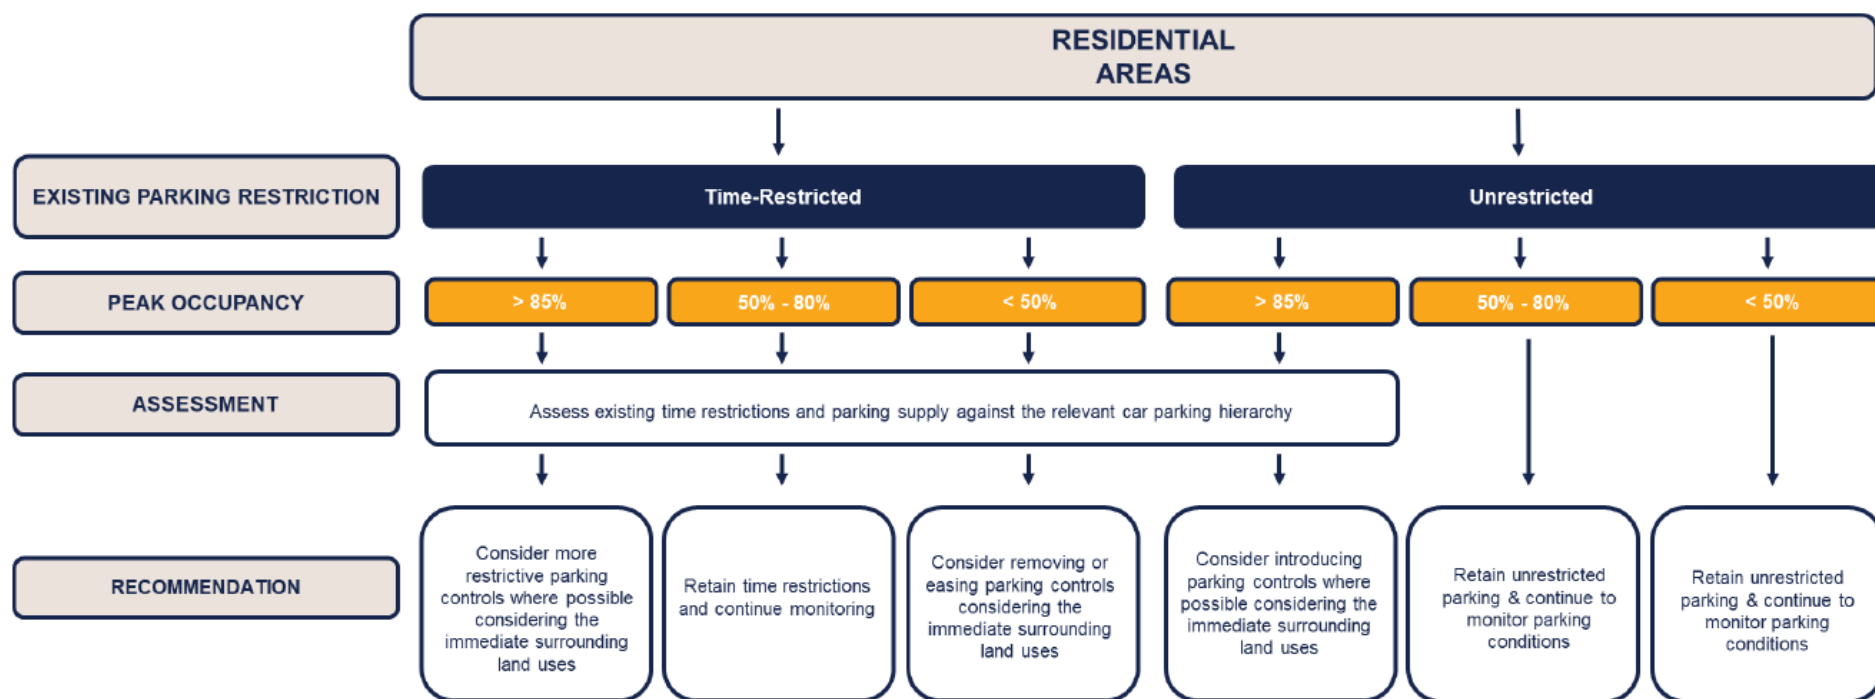 RESIDENTIAL
AREAS
EXISTING PARKING RESTRICTION
Time-Restricted
Unrestricted
PEAK OCCUPANCY
> 85%
50% - 80%
< 50%
> 85%
50% - 80%
< 50%
ASSESSMENT
Assess existing time restrictions and parking supply against the relevant car parking hierarchy
RECOMMENDATION
Consider more
restrictive parking
controls where possible
considering the
immediate surrounding
land uses
Retain time restrictions
and continue monitoring
Consider removing or
easing parking controls
considering the
immediate surrounding
land uses
Consider introducing
parking controls where
possible considering the
immediate surrounding
land uses
Retain unrestricted
parking & continue to
monitor parking
conditions
Retain unrestricted
parking & continue to
monitor parking
conditions